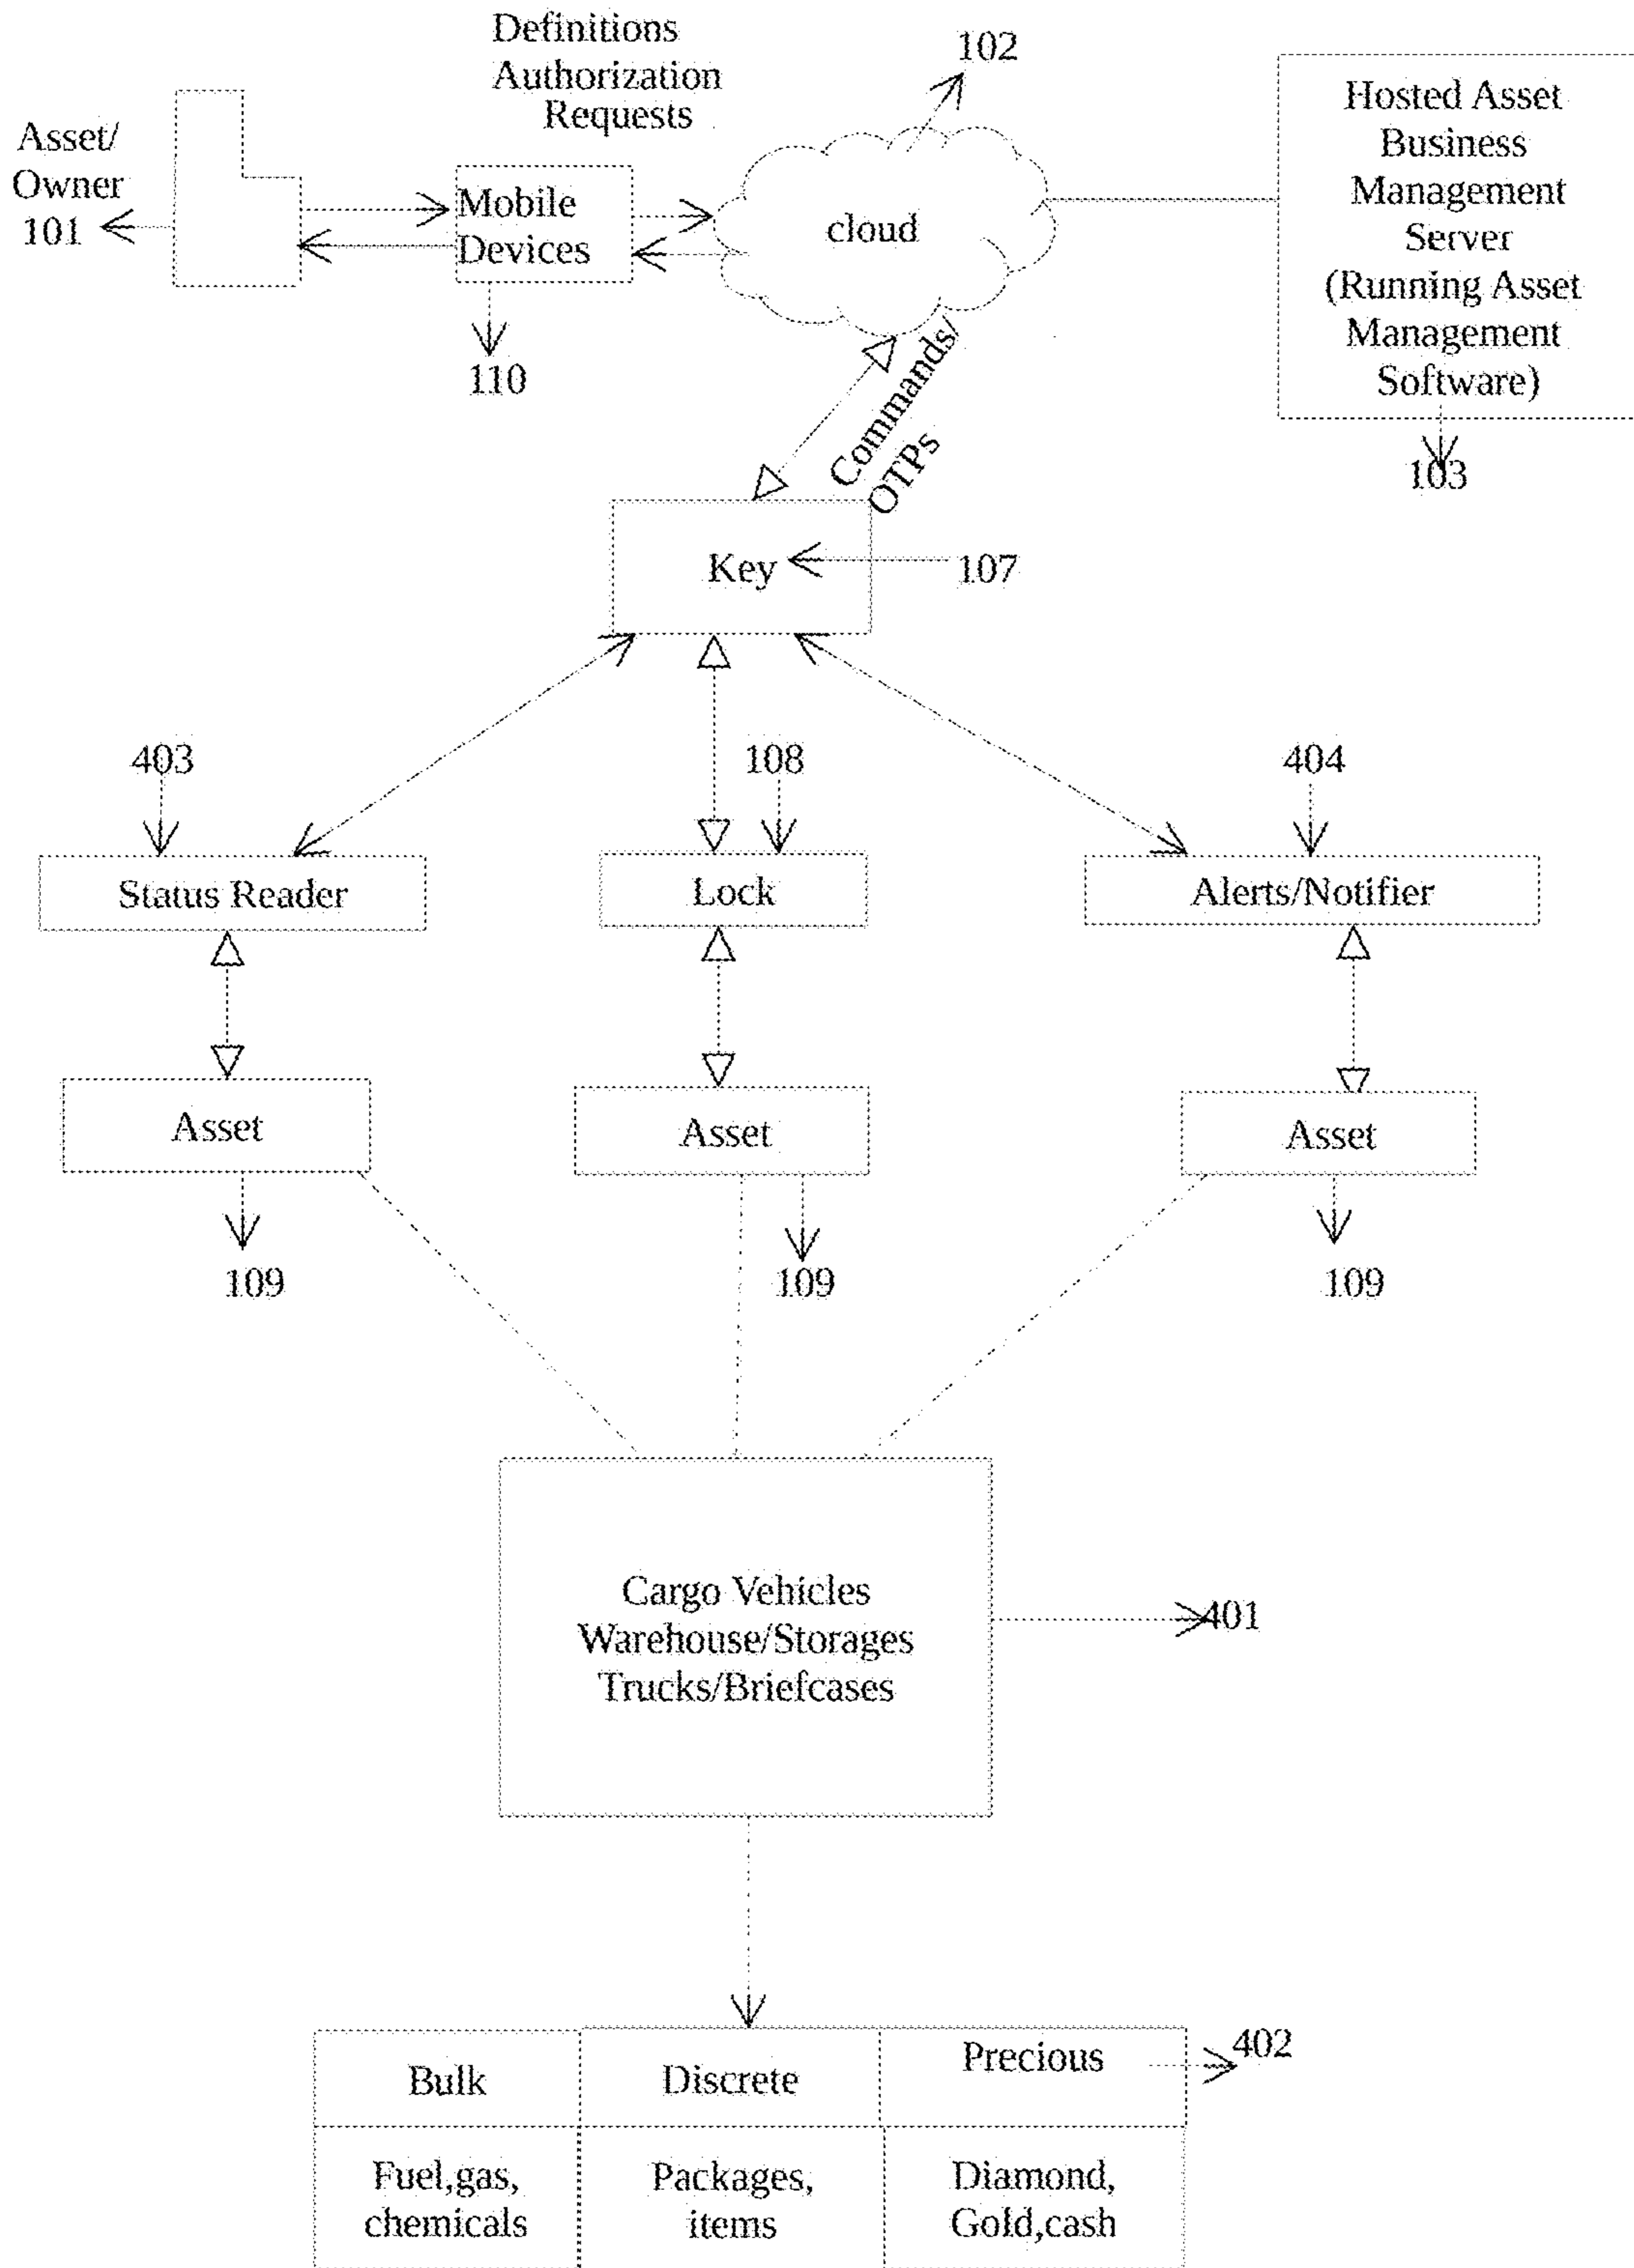 Definitions
Authorization
Requests
102
Asset/
Owner
101
Mobile
Devices
110
cloud
Hosted Asset
Business
Management
Server
(Running Asset
Management
Software)
103
Commands/
OTPs
Key
107
403
108
404
Status Reader
Lock
Alerts/Notifier
Asset
Asset
Asset
109
109
109
Cargo Vehicles
Warehouse/Storages
Trucks/Briefcases
401
402
Bulk
Discrete
Precious
Fuel,gas,
chemicals
Packages,
items
Diamond,
Gold,cash